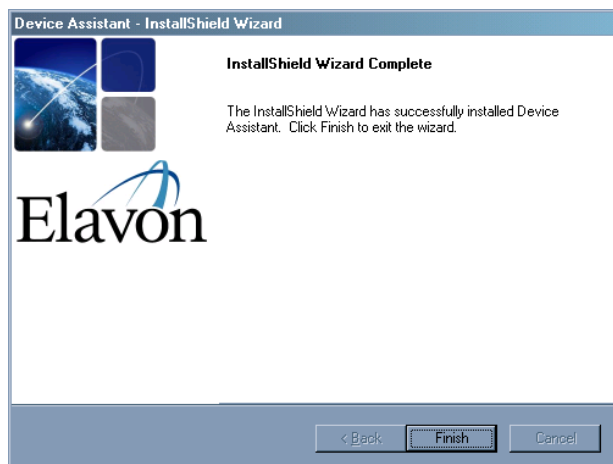 Device Assistant - InstallShield Wizard
InstallShield Wizard Complete
The InstallShield Wizard has successfully installed Device
Assistant. Click Finish to exit the wizard.
Elavon
< Back
Finish
Cancel